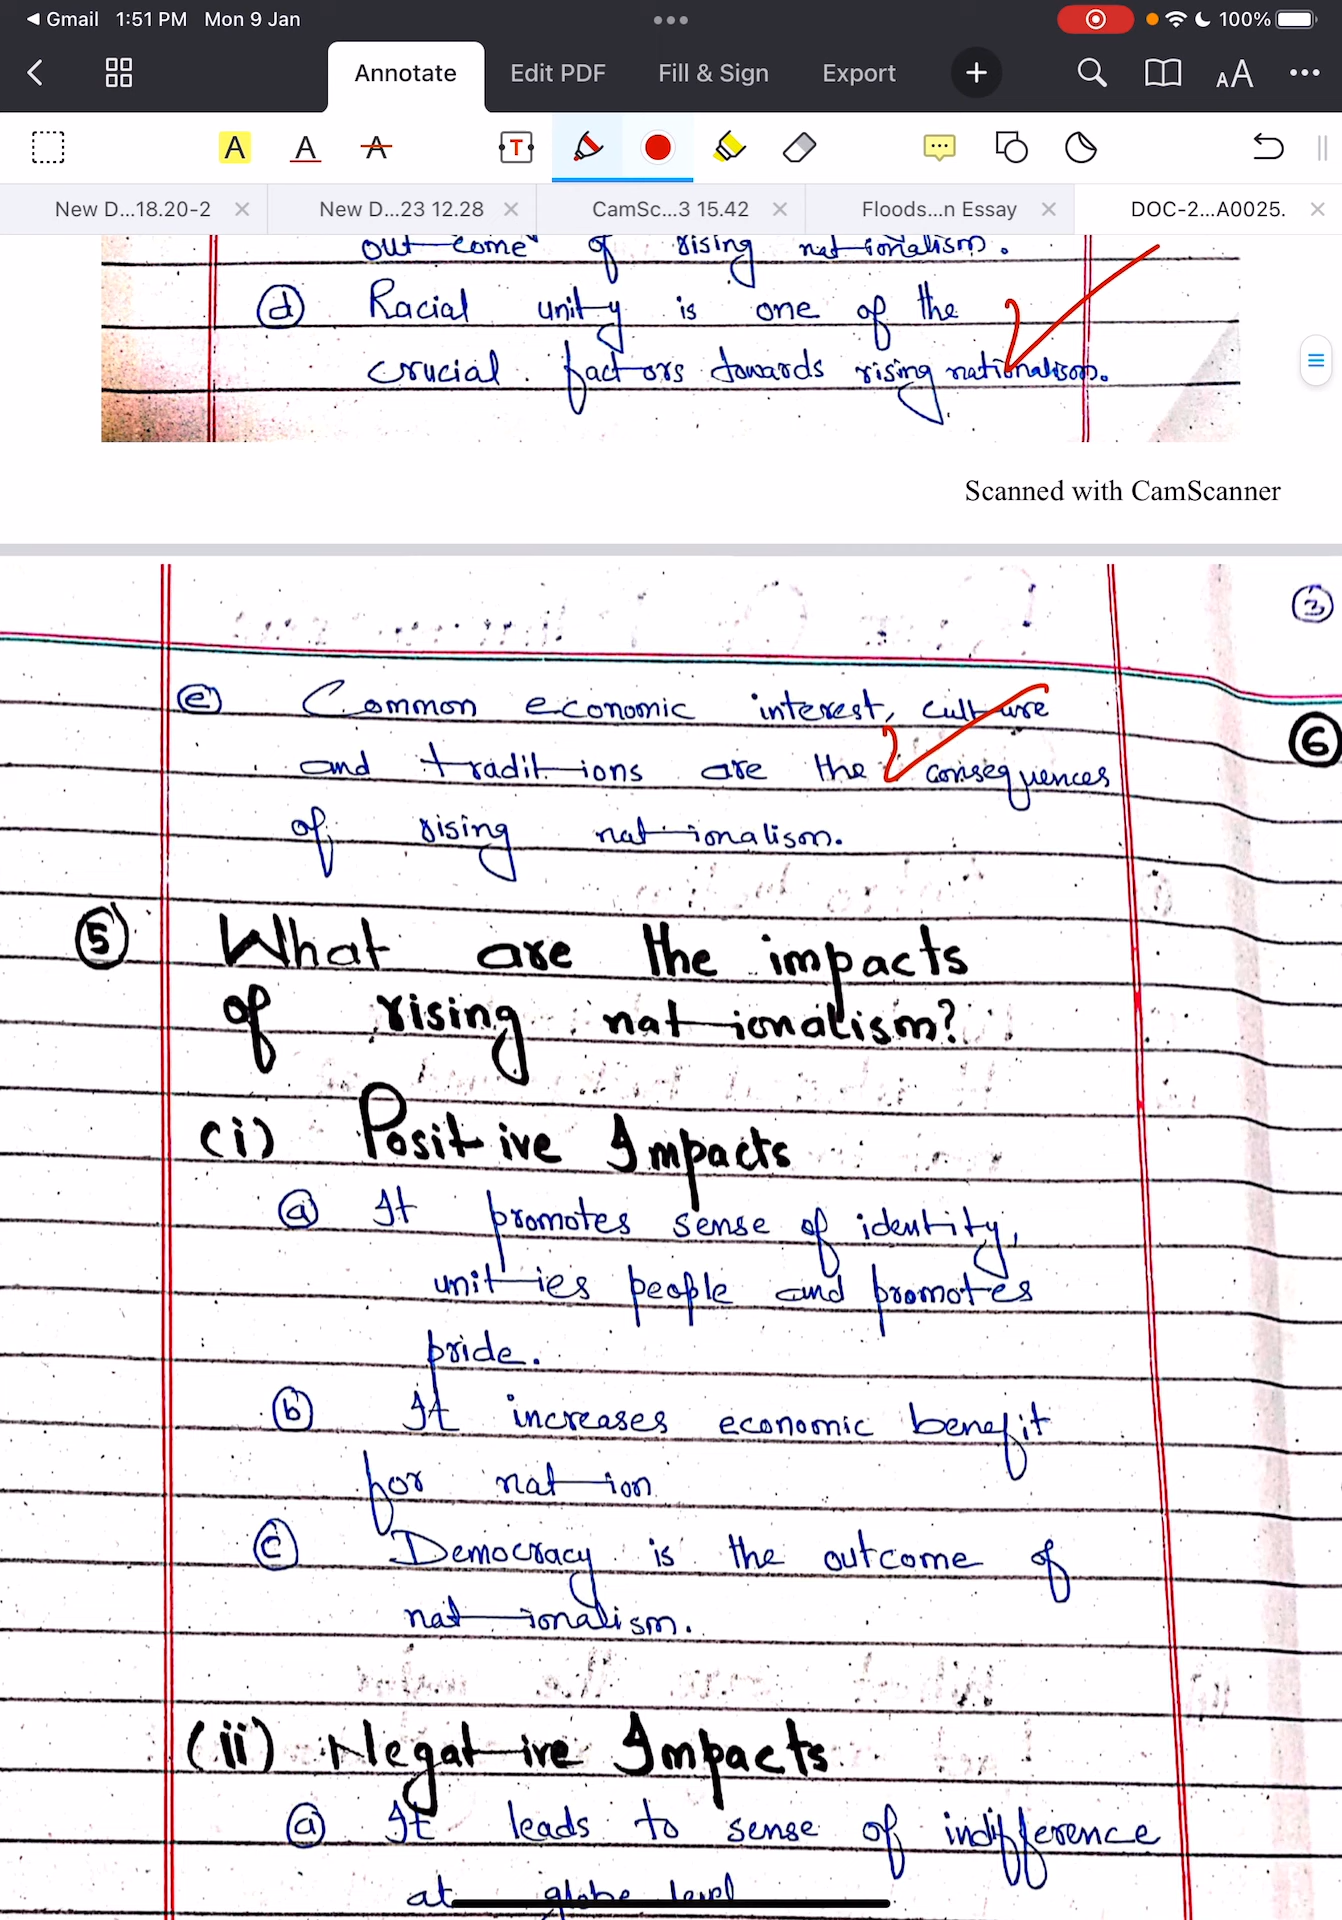 Gmail 1:51 PM Mon 9 Jan 100%
Annotate Edit PDF Fill & Sign Export
New D...18.20-2 New D...23 12.28 CamSc...3 15.42 Floods...n Essay DOC-2...A0025.
out come of rising nationalism.
(d) Racial unity is one of the
crucial factors towards rising nationalism.
Scanned with CamScanner
(3)
(e) Common economic interest, culture
and traditions are the consequences
of rising nationalism.
(6)
(5) What are the impacts
of rising nationalism?
(i) Positive Impacts
(a) It promotes sense of identity,
unities people and promotes
pride.
(b) It increases economic benefit
for nation
(c) Democracy is the outcome of
nationalism.
(ii) Negative Impacts
(a) It leads to sense of indifference
at globe level